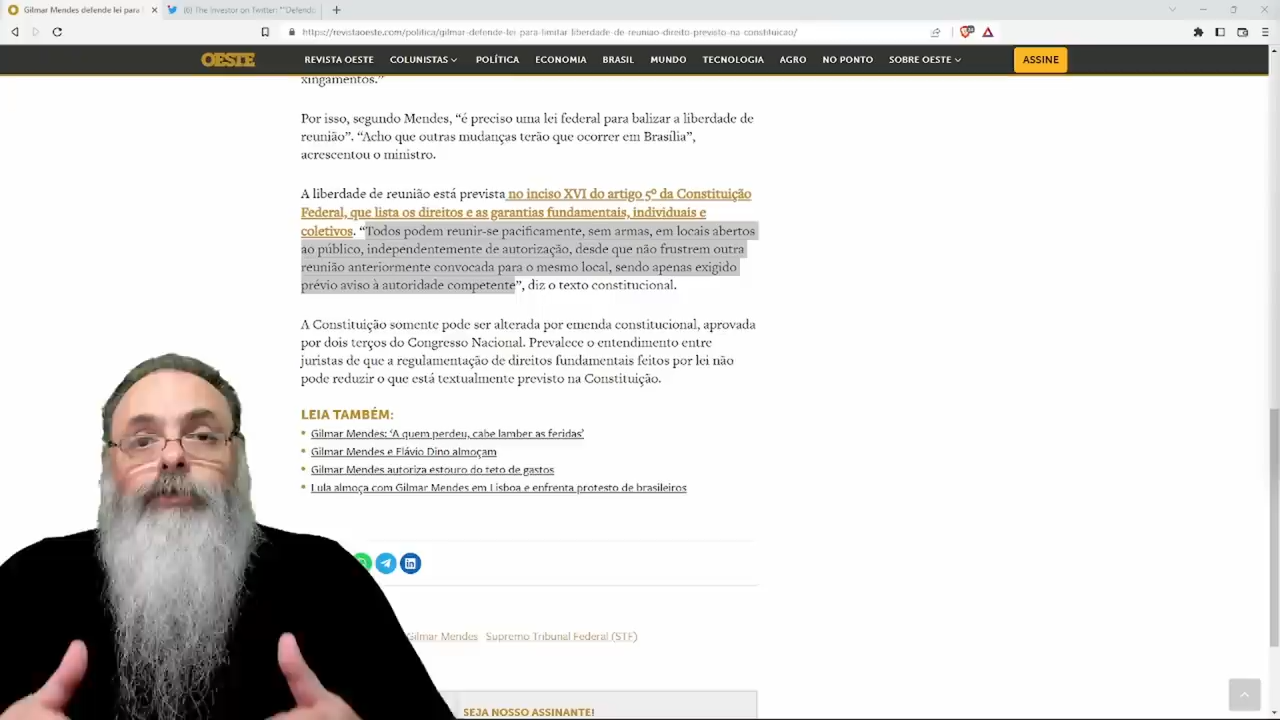 Gilmar Mendes defende lei para
(6) The Investor on Twitter: "'Defenda
https://revistaoeste.com/politica/gilmar-defende-lei-para-limitar-liberdade-de-reuniao-direito-previsto-na-constituicao/
OESTE
REVISTA OESTE COLUNISTAS POLÍTICA ECONOMIA BRASIL MUNDO TECNOLOGIA AGRO NO PONTO SOBRE OESTE ASSINE
xingamentos."
Por isso, segundo Mendes, “é preciso uma lei federal para balizar a liberdade de
reunião”. “Acho que outras mudanças terão que ocorrer em Brasília”,
acrescentou o ministro.
A liberdade de reunião está prevista no inciso XVI do artigo 5º da Constituição
Federal, que lista os direitos e as garantias fundamentais, individuais e
coletivos. “Todos podem reunir-se pacificamente, sem armas, em locais abertos
ao público, independentemente de autorização, desde que não frustrem outra
reunião anteriormente convocada para o mesmo local, sendo apenas exigido
prévio aviso à autoridade competente”, diz o texto constitucional.
A Constituição somente pode ser alterada por emenda constitucional, aprovada
por dois terços do Congresso Nacional. Prevalece o entendimento entre
juristas de que a regulamentação de direitos fundamentais feitos por lei não
pode reduzir o que está textualmente previsto na Constituição.
LEIA TAMBÉM:
Gilmar Mendes: ‘A quem perdeu, cabe lamber as feridas’
Gilmar Mendes e Flávio Dino almoçam
Gilmar Mendes autoriza estouro do teto de gastos
Lula almoça com Gilmar Mendes em Lisboa e enfrenta protesto de brasileiros
Gilmar Mendes Supremo Tribunal Federal (STF)
SEJA NOSSO ASSINANTE!